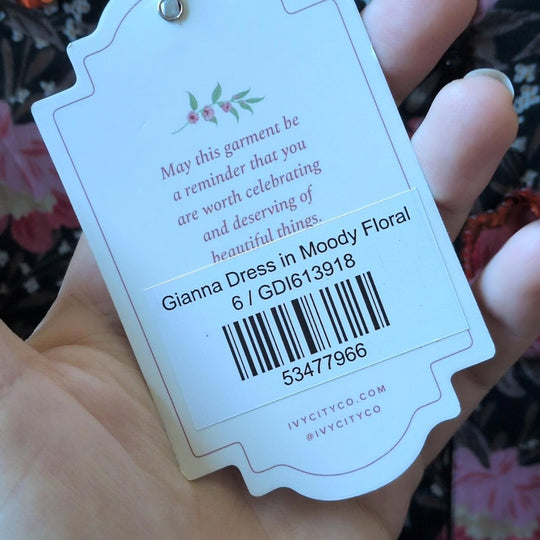 May this garment be
a reminder that you
are worth celebrating
and deserving of
beautiful things.
Gianna Dress in Moody Floral
6 / GDI613918
53477966
IVYCITYCO.COM
@IVYCITYCO